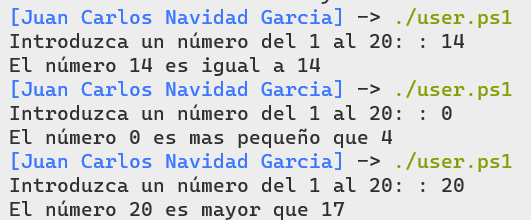 [Juan Carlos Navidad Garcia] -> ./user.ps1
Introduzca un número del 1 al 20: : 14
El número 14 es igual a 14
[Juan Carlos Navidad Garcia] -> ./user.ps1
Introduzca un número del 1 al 20: : 0
El número 0 es mas pequeño que 4
[Juan Carlos Navidad Garcia] -> ./user.ps1
Introduzca un número del 1 al 20: : 20
El número 20 es mayor que 17